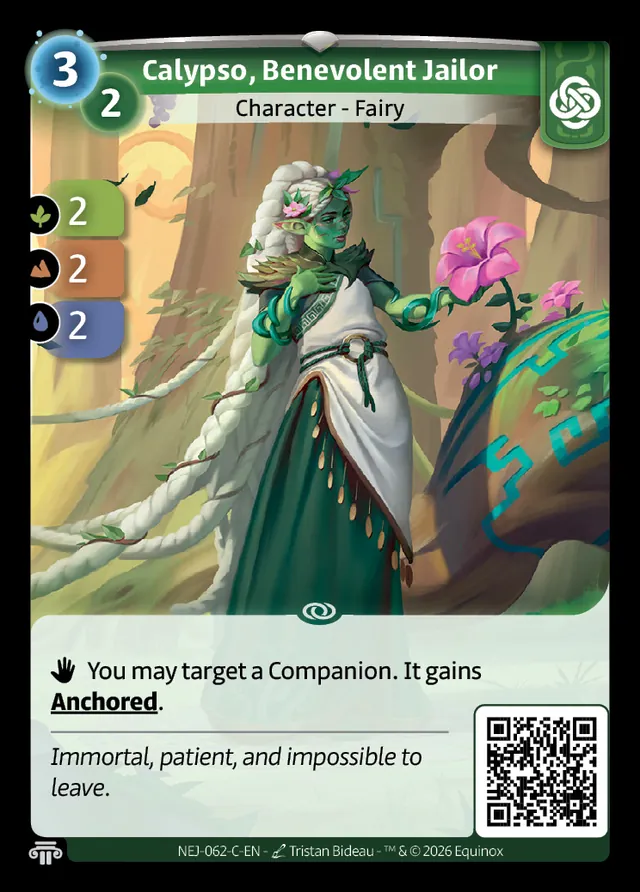 3
Calypso, Benevolent Jailor
2
Character - Fairy
2
2
2
You may target a Companion. It gains
Anchored.
Immortal, patient, and impossible to
leave.
NEJ-062-C-EN - Tristan Bideau - ™ & © 2026 Equinox